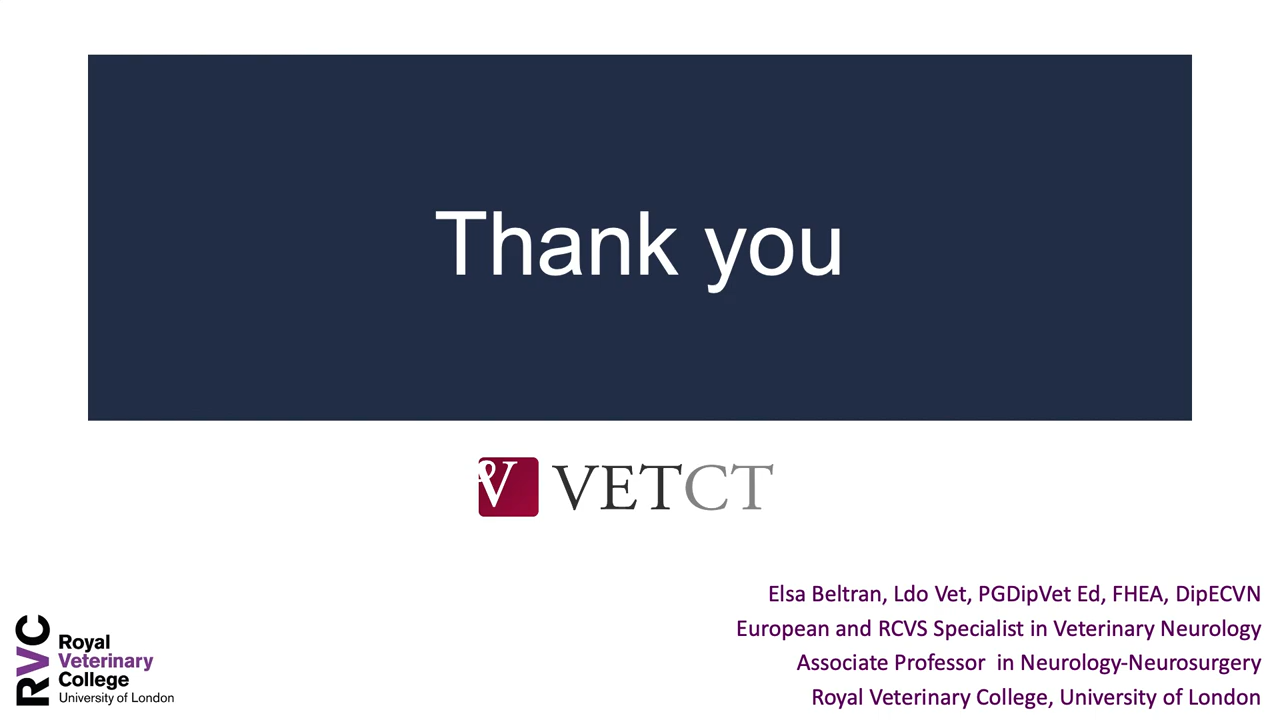 Thank you
VETCT
Elsa Beltran, Ldo Vet, PGDipVet Ed, FHEA, DipECVN
European and RCVS Specialist in Veterinary Neurology
Associate Professor  in Neurology-Neurosurgery
Royal Veterinary College, University of London
RVC
Royal
Veterinary
College
University of London